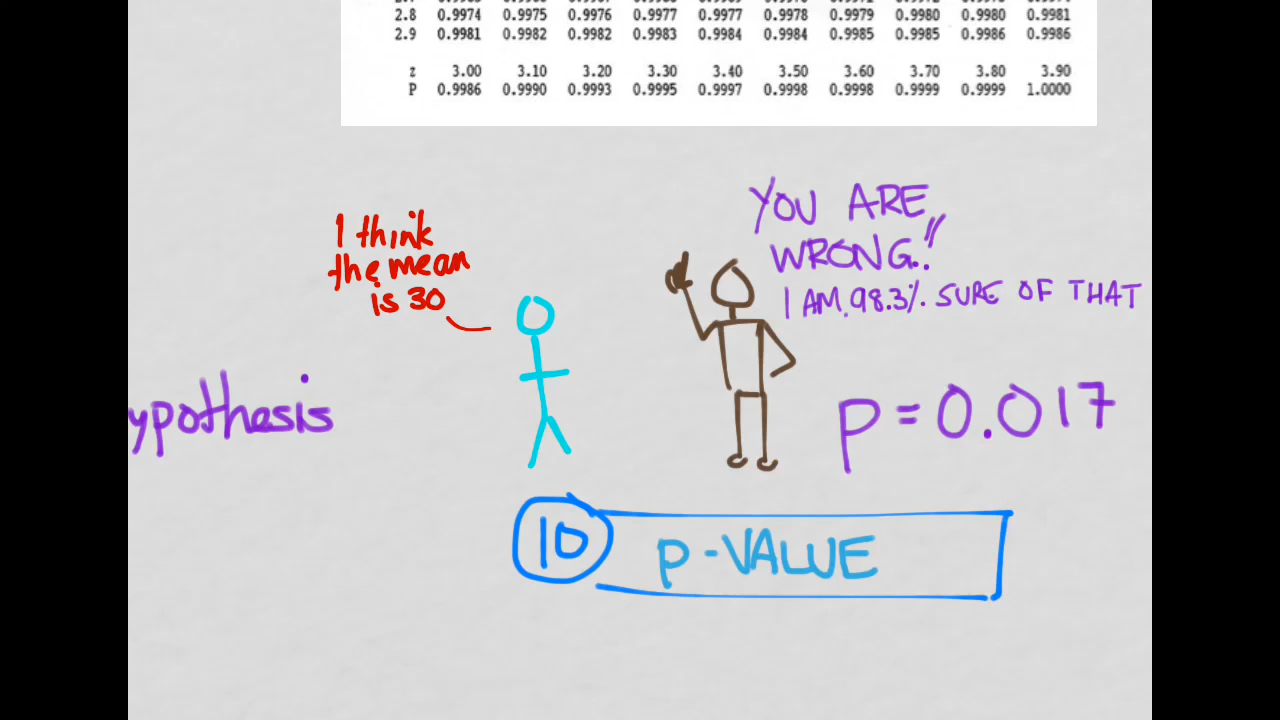 2.8 0.9974 0.9975 0.9976 0.9977 0.9977 0.9978 0.9979 0.9980 0.9980 0.9981
2.9 0.9981 0.9982 0.9982 0.9983 0.9984 0.9984 0.9985 0.9985 0.9986 0.9986
z 3.00 3.10 3.20 3.30 3.40 3.50 3.60 3.70 3.80 3.90
P 0.9986 0.9990 0.9993 0.9995 0.9997 0.9998 0.9998 0.9999 0.9999 1.0000
I think
the mean
is 30
YOU ARE
WRONG.!!
I AM 98.3% SURE OF THAT
ypothesis
p = 0.017
10 p-VALUE